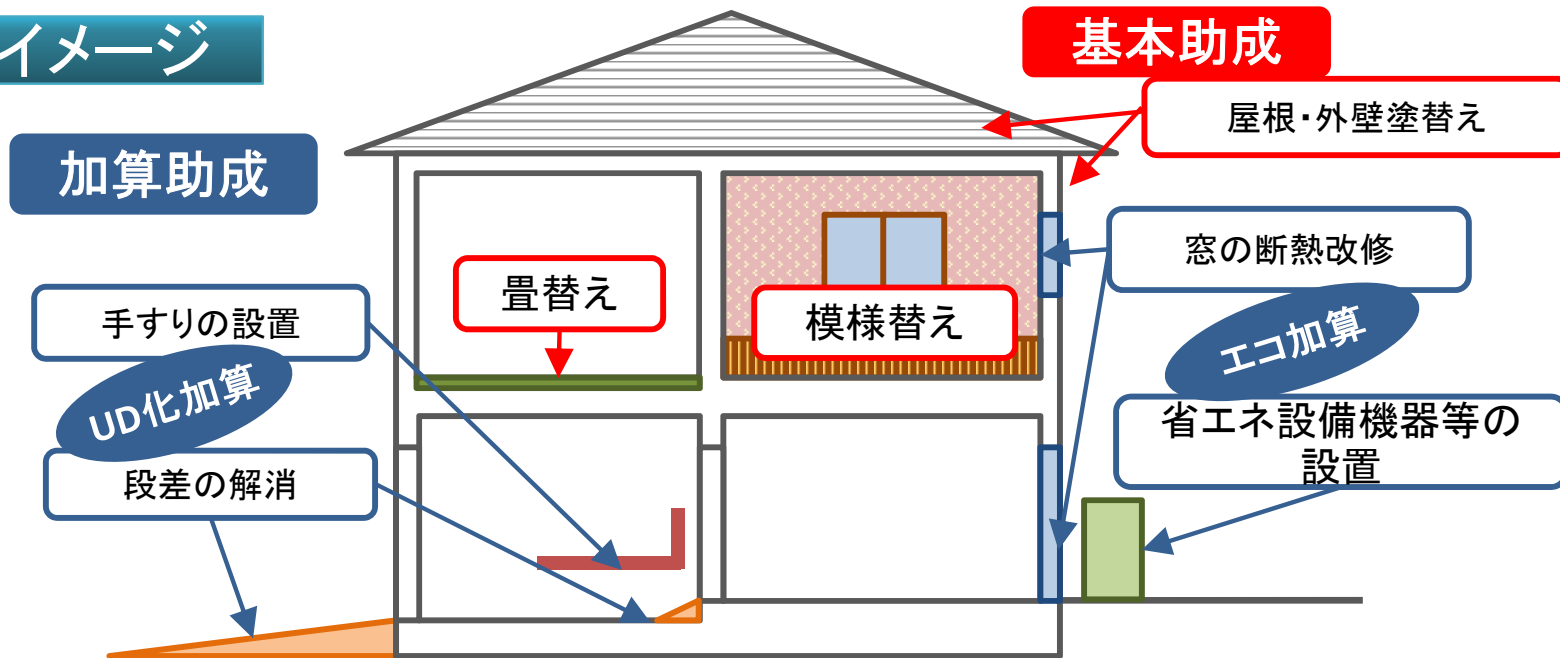 イメージ
基本助成
屋根・外壁塗替え
加算助成
窓の断熱改修
畳替え
模様替え
手すりの設置
エコ加算
UD化加算
省エネ設備機器等の
設置
段差の解消